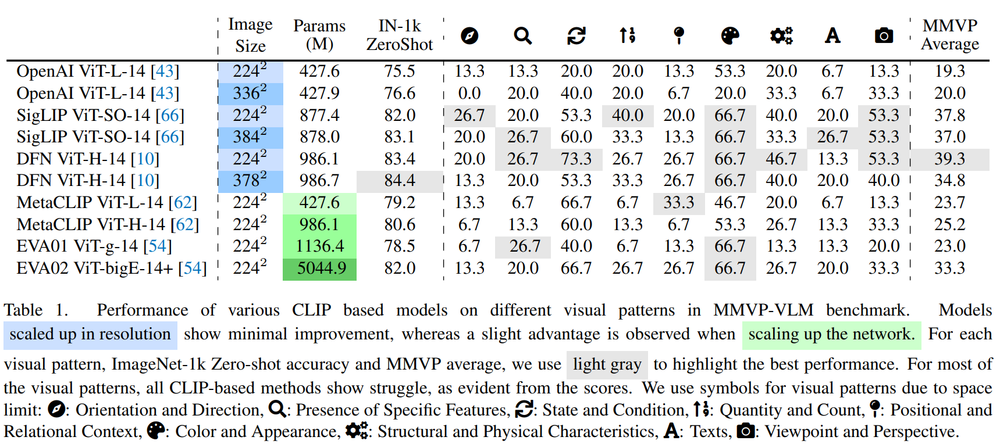 Image Size Params (M) IN-1k ZeroShot MMVP Average
OpenAI ViT-L-14 [43] 224² 427.6 75.5 13.3 13.3 20.0 20.0 13.3 53.3 20.0 6.7 13.3 19.3
OpenAI ViT-L-14 [43] 336² 427.9 76.6 0.0 20.0 40.0 20.0 6.7 20.0 33.3 6.7 33.3 20.0
SigLIP ViT-SO-14 [66] 224² 877.4 82.0 26.7 20.0 53.3 40.0 20.0 66.7 40.0 20.0 53.3 37.8
SigLIP ViT-SO-14 [66] 384² 878.0 83.1 20.0 26.7 60.0 33.3 13.3 66.7 33.3 26.7 53.3 37.0
DFN ViT-H-14 [10] 224² 986.1 83.4 20.0 26.7 73.3 26.7 26.7 66.7 46.7 13.3 53.3 39.3
DFN ViT-H-14 [10] 378² 986.7 84.4 13.3 20.0 53.3 33.3 26.7 66.7 40.0 20.0 40.0 34.8
MetaCLIP ViT-L-14 [62] 224² 427.6 79.2 13.3 6.7 66.7 6.7 33.3 46.7 20.0 6.7 13.3 23.7
MetaCLIP ViT-H-14 [62] 224² 986.1 80.6 6.7 13.3 60.0 13.3 6.7 53.3 26.7 13.3 33.3 25.2
EVA01 ViT-g-14 [54] 224² 1136.4 78.5 6.7 26.7 40.0 6.7 13.3 66.7 13.3 13.3 20.0 23.0
EVA02 ViT-bigE-14+ [54] 224² 5044.9 82.0 13.3 20.0 66.7 26.7 26.7 66.7 26.7 20.0 33.3 33.3
Table 1. Performance of various CLIP based models on different visual patterns in MMVP-VLM benchmark. Models
scaled up in resolution show minimal improvement, whereas a slight advantage is observed when scaling up the network. For each
visual pattern, ImageNet-1k Zero-shot accuracy and MMVP average, we use light gray to highlight the best performance. For most of
the visual patterns, all CLIP-based methods show struggle, as evident from the scores. We use symbols for visual patterns due to space
limit: : Orientation and Direction, : Presence of Specific Features, : State and Condition, : Quantity and Count, : Positional and
Relational Context, : Color and Appearance, : Structural and Physical Characteristics, A: Texts, : Viewpoint and Perspective.